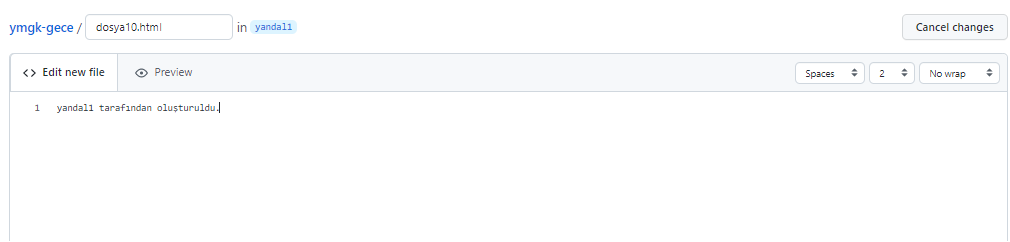 ymgk-gece / dosya10.html in yandal1 Cancel changes
<> Edit new file Preview Spaces 2 No wrap
1 yandal1 tarafından oluşturuldu.